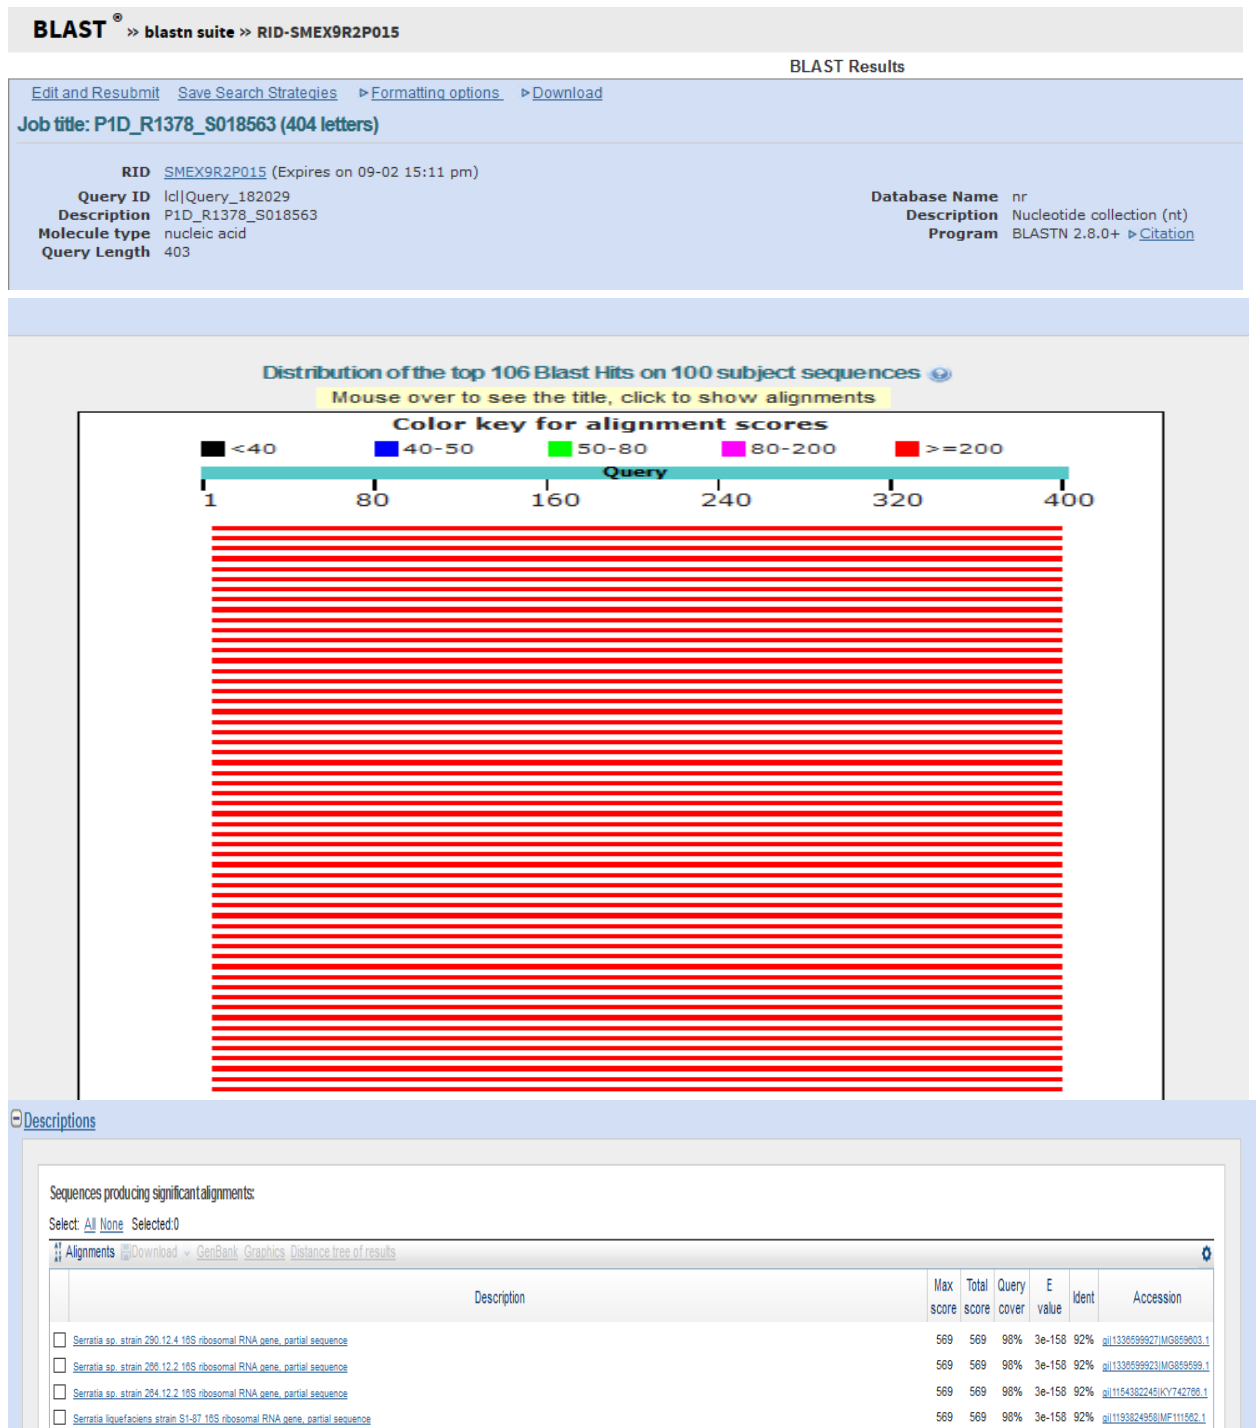 BLAST ® » blastn suite » RID-SMEX9R2P015
BLAST Results
Edit and Resubmit Save Search Strategies Formatting options Download
Job title: P1D_R1378_S018563 (404 letters)
RID SMEX9R2P015 (Expires on 09-02 15:11 pm)
Query ID lcl|Query_182029 Database Name nr
Description P1D_R1378_S018563 Description Nucleotide collection (nt)
Molecule type nucleic acid Program BLASTN 2.8.0+ Citation
Query Length 403
Distribution of the top 106 Blast Hits on 100 subject sequences
Mouse over to see the title, click to show alignments
Color key for alignment scores
<40 40-50 50-80 80-200 >=200
Query
1 80 160 240 320 400
Descriptions
Sequences producing significant alignments:
Select: All None Selected:0
Alignments Download GenBank Graphics Distance tree of results
Description Max score Total score Query cover E value Ident Accession
Serratia sp. strain 290.12.4 16S ribosomal RNA gene, partial sequence 569 569 98% 3e-158 92% gi|1336599927|MG859603.1
Serratia sp. strain 266.12.2 16S ribosomal RNA gene, partial sequence 569 569 98% 3e-158 92% gi|1336599923|MG859599.1
Serratia sp. strain 264.12.2 16S ribosomal RNA gene, partial sequence 569 569 98% 3e-158 92% gi|1154382245|KY742766.1
Serratia liquefaciens strain S1-87 16S ribosomal RNA gene, partial sequence 569 569 98% 3e-158 92% gi|1193824958|MF111562.1